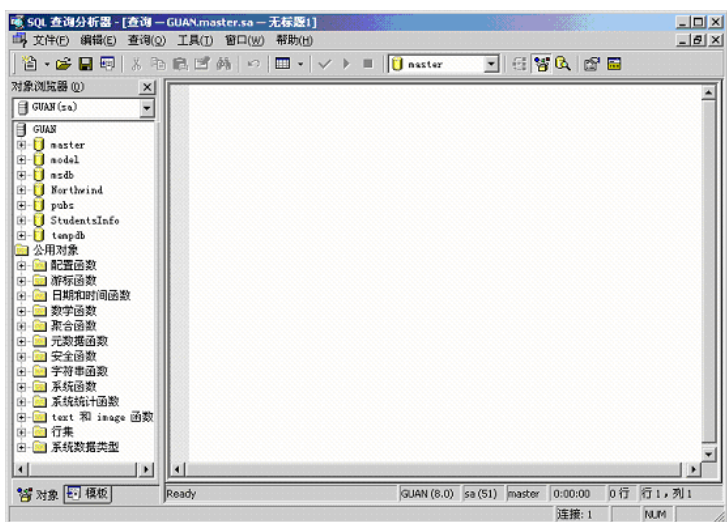 SQL 查询分析器 - [查询 — GUAN.master.sa — 无标题1]
文件(F) 编辑(E) 查询(Q) 工具(T) 窗口(W) 帮助(H)
master
对象浏览器(O)
GUAN(sa)
GUAN
master
model
msdb
Northwind
pubs
StudentsInfo
tempdb
公用对象
配置函数
游标函数
日期和时间函数
数学函数
聚合函数
元数据函数
安全函数
字符串函数
系统函数
系统统计函数
text 和 image 函数
行集
系统数据类型
对象 模板
Ready GUAN (8.0) sa (51) master 0:00:00 0 行 行 1, 列 1
连接: 1 NUM